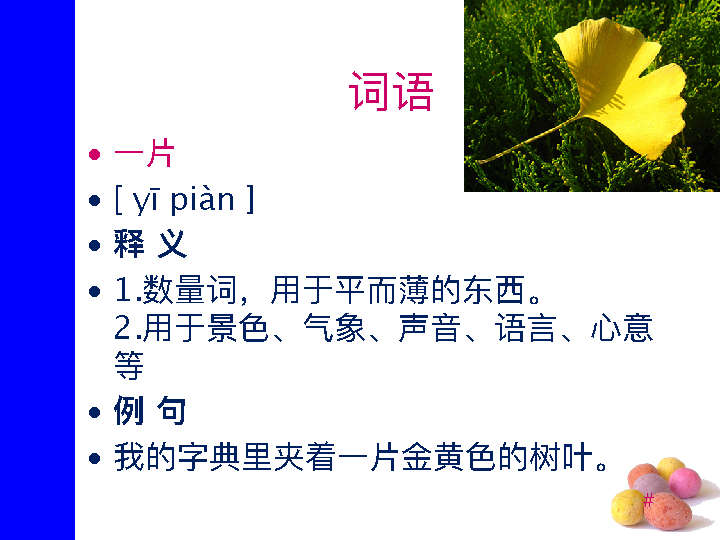 词语
一片
[ yī piàn ]
释 义
1.数量词，用于平而薄的东西。
2.用于景色、气象、声音、语言、心意
等
例 句
我的字典里夹着一片金黄色的树叶。
#